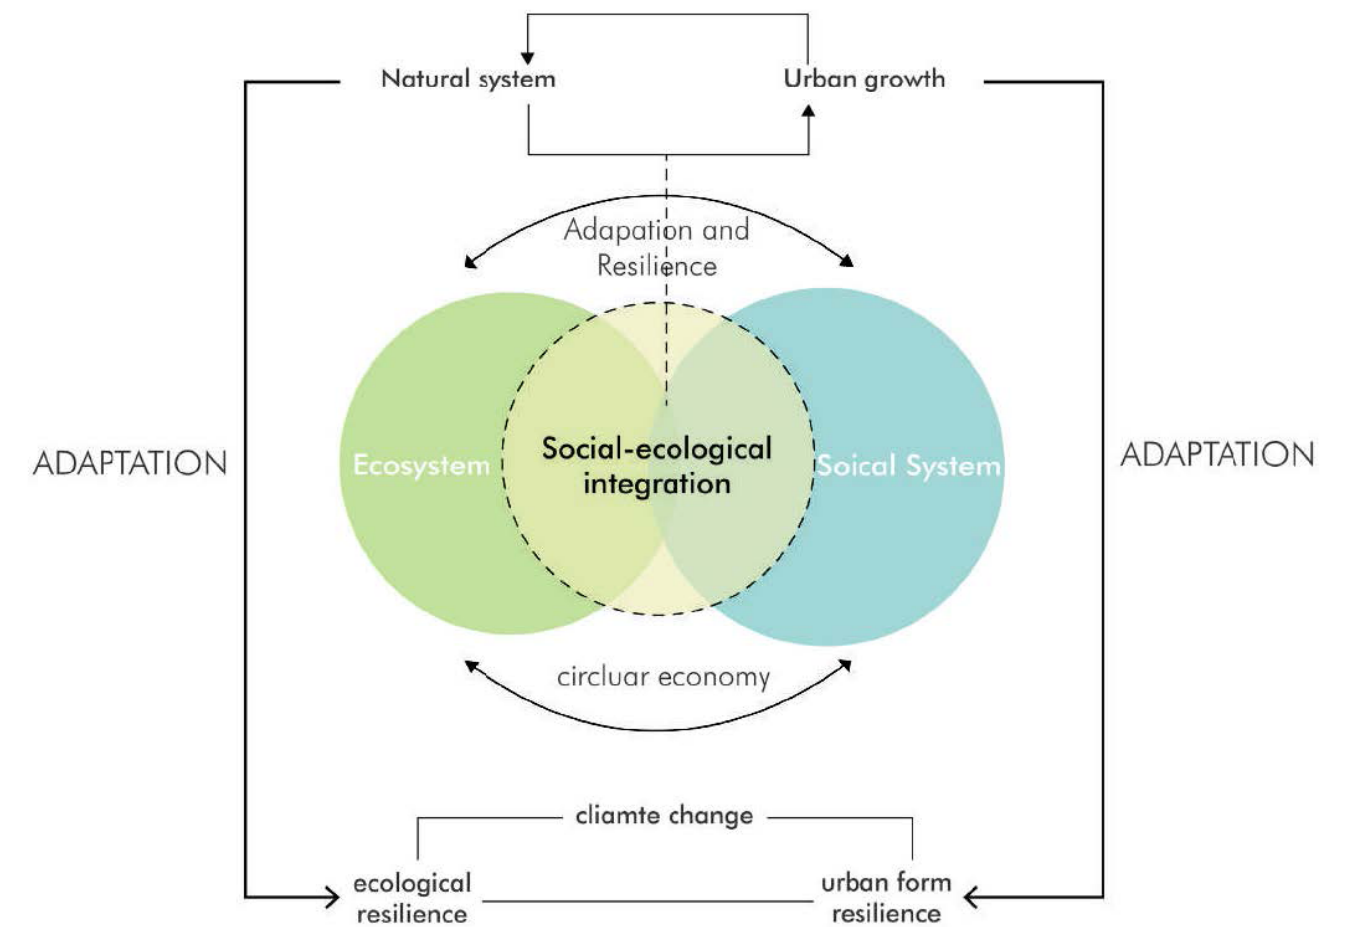 Natural system
Urban growth
Adapation and
Resilience
ADAPTATION
Ecosystem
Social-ecological
integration
Soical System
ADAPTATION
circluar economy
cliamte change
ecological
resilience
urban form
resilience